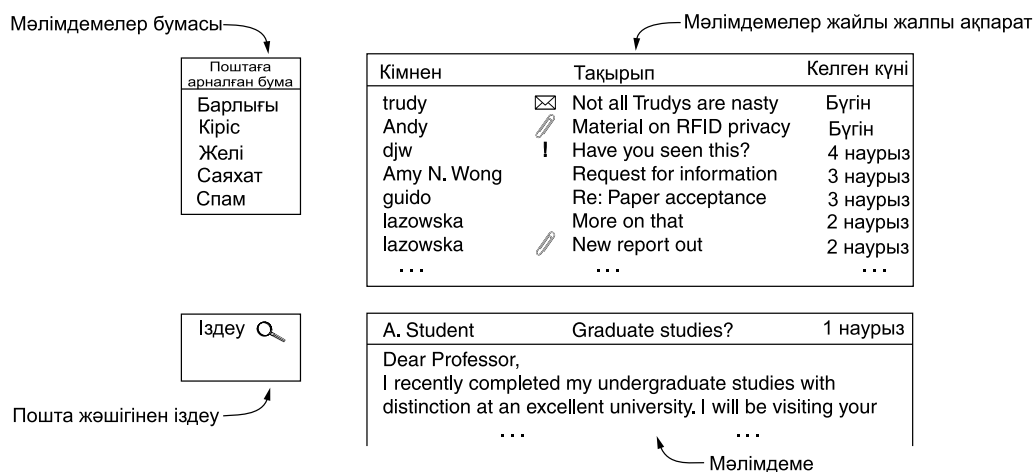 Мәлімдемелер бумасы
Мәлімдемелер жайлы жалпы ақпарат
Поштаға
арналған бума
Барлығы
Кіріс
Желі
Саяхат
Спам
Кімнен Тақырып Келген күні
trudy Not all Trudys are nasty Бүгін
Andy Material on RFID privacy Бүгін
djw ! Have you seen this? 4 наурыз
Amy N. Wong Request for information 3 наурыз
guido Re: Paper acceptance 3 наурыз
lazowska More on that 2 наурыз
lazowska New report out 2 наурыз
... ... ...
Іздеу
Пошта жәшігінен іздеу
A. Student Graduate studies? 1 наурыз
Dear Professor,
I recently completed my undergraduate studies with
distinction at an excellent university. I will be visiting your
... ...
Мәлімдеме